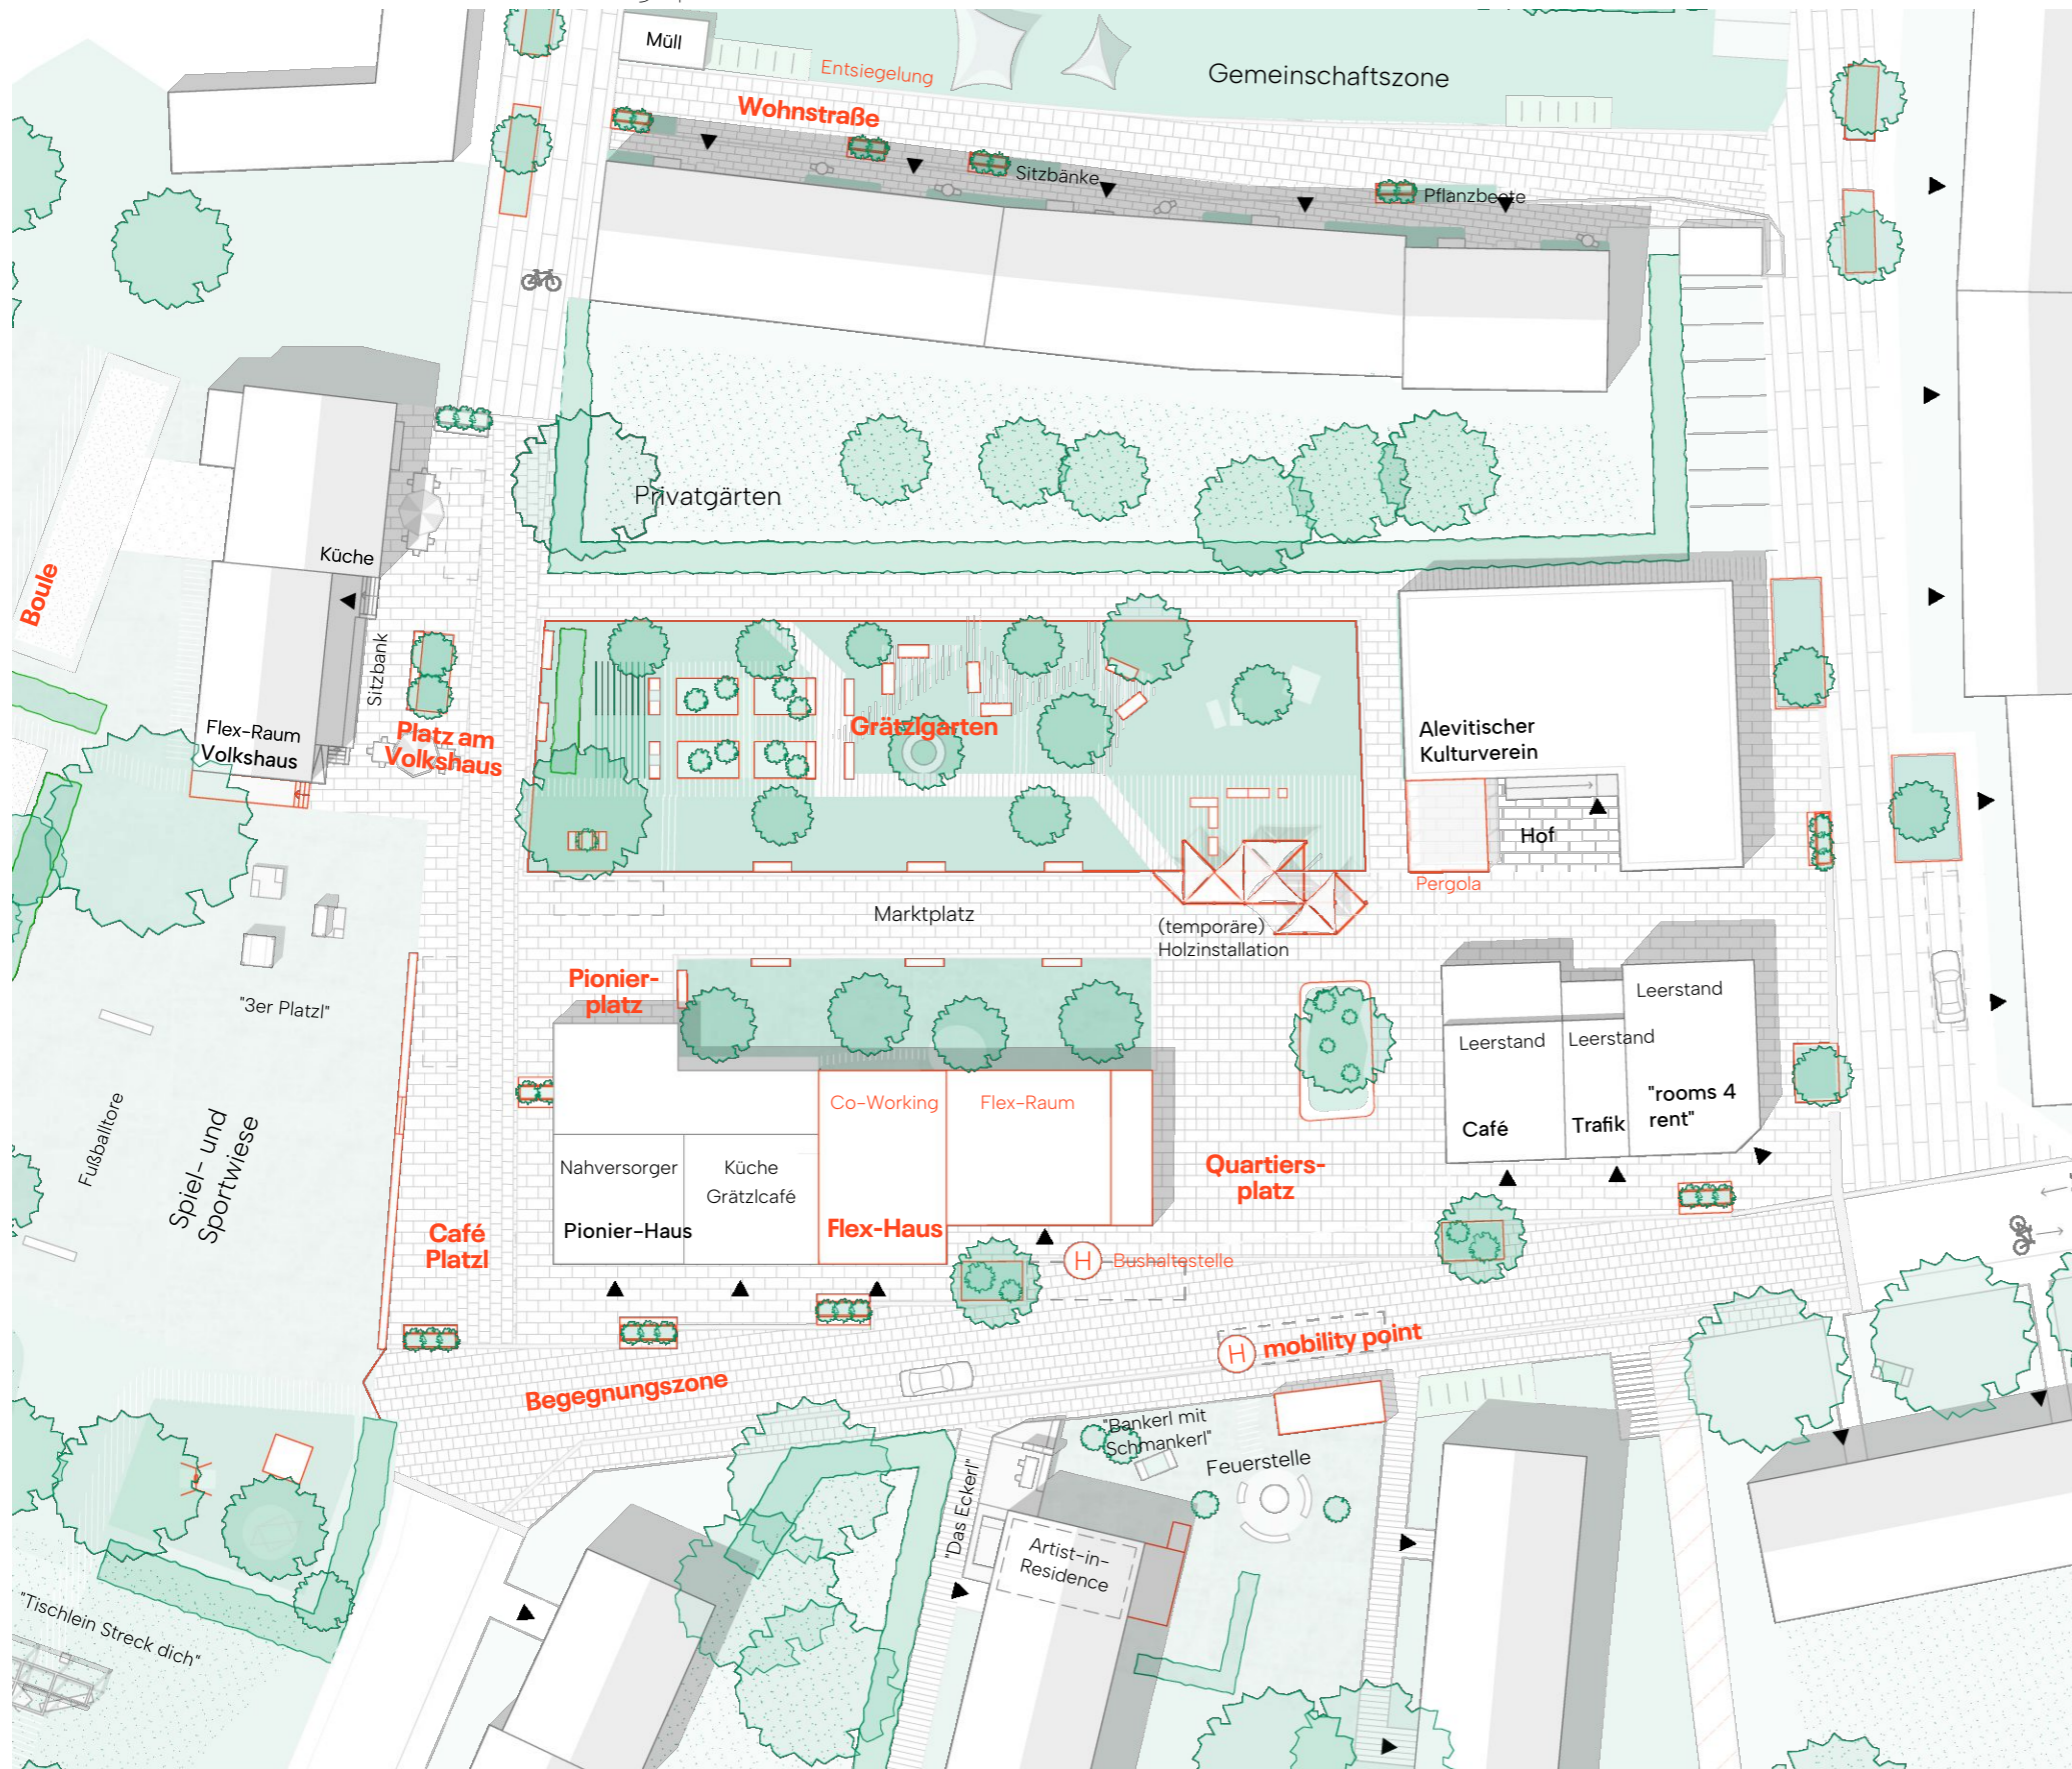 Müll
Entsiegelung
Gemeinschaftszone
Wohnstraße
Sitzbänke
Pflanzbeete
Privatgärten
Küche
Boule
Sitzbank
Flex-Raum
Volkshaus
Platz am
Volkshaus
Grätzlgarten
Alevitischer
Kulturverein
Hof
Pergola
Marktplatz
(temporäre)
Holzinstallation
Pionier-
platz
"3er Platzl"
Leerstand
Leerstand
Leerstand
Café
Trafik
"rooms 4
rent"
Co-Working
Flex-Raum
Fußballtore
Spiel- und
Sportwiese
Nahversorger
Küche
Grätzlcafé
Pionier-Haus
Flex-Haus
Quartiers-
platz
Café
Platzl
H
Bushaltestelle
H
mobility point
Begegnungszone
"Bankerl mit
Schmankerl"
Feuerstelle
"Das Eckerl"
Artist-in-
Residence
"Tischlein Streck dich"